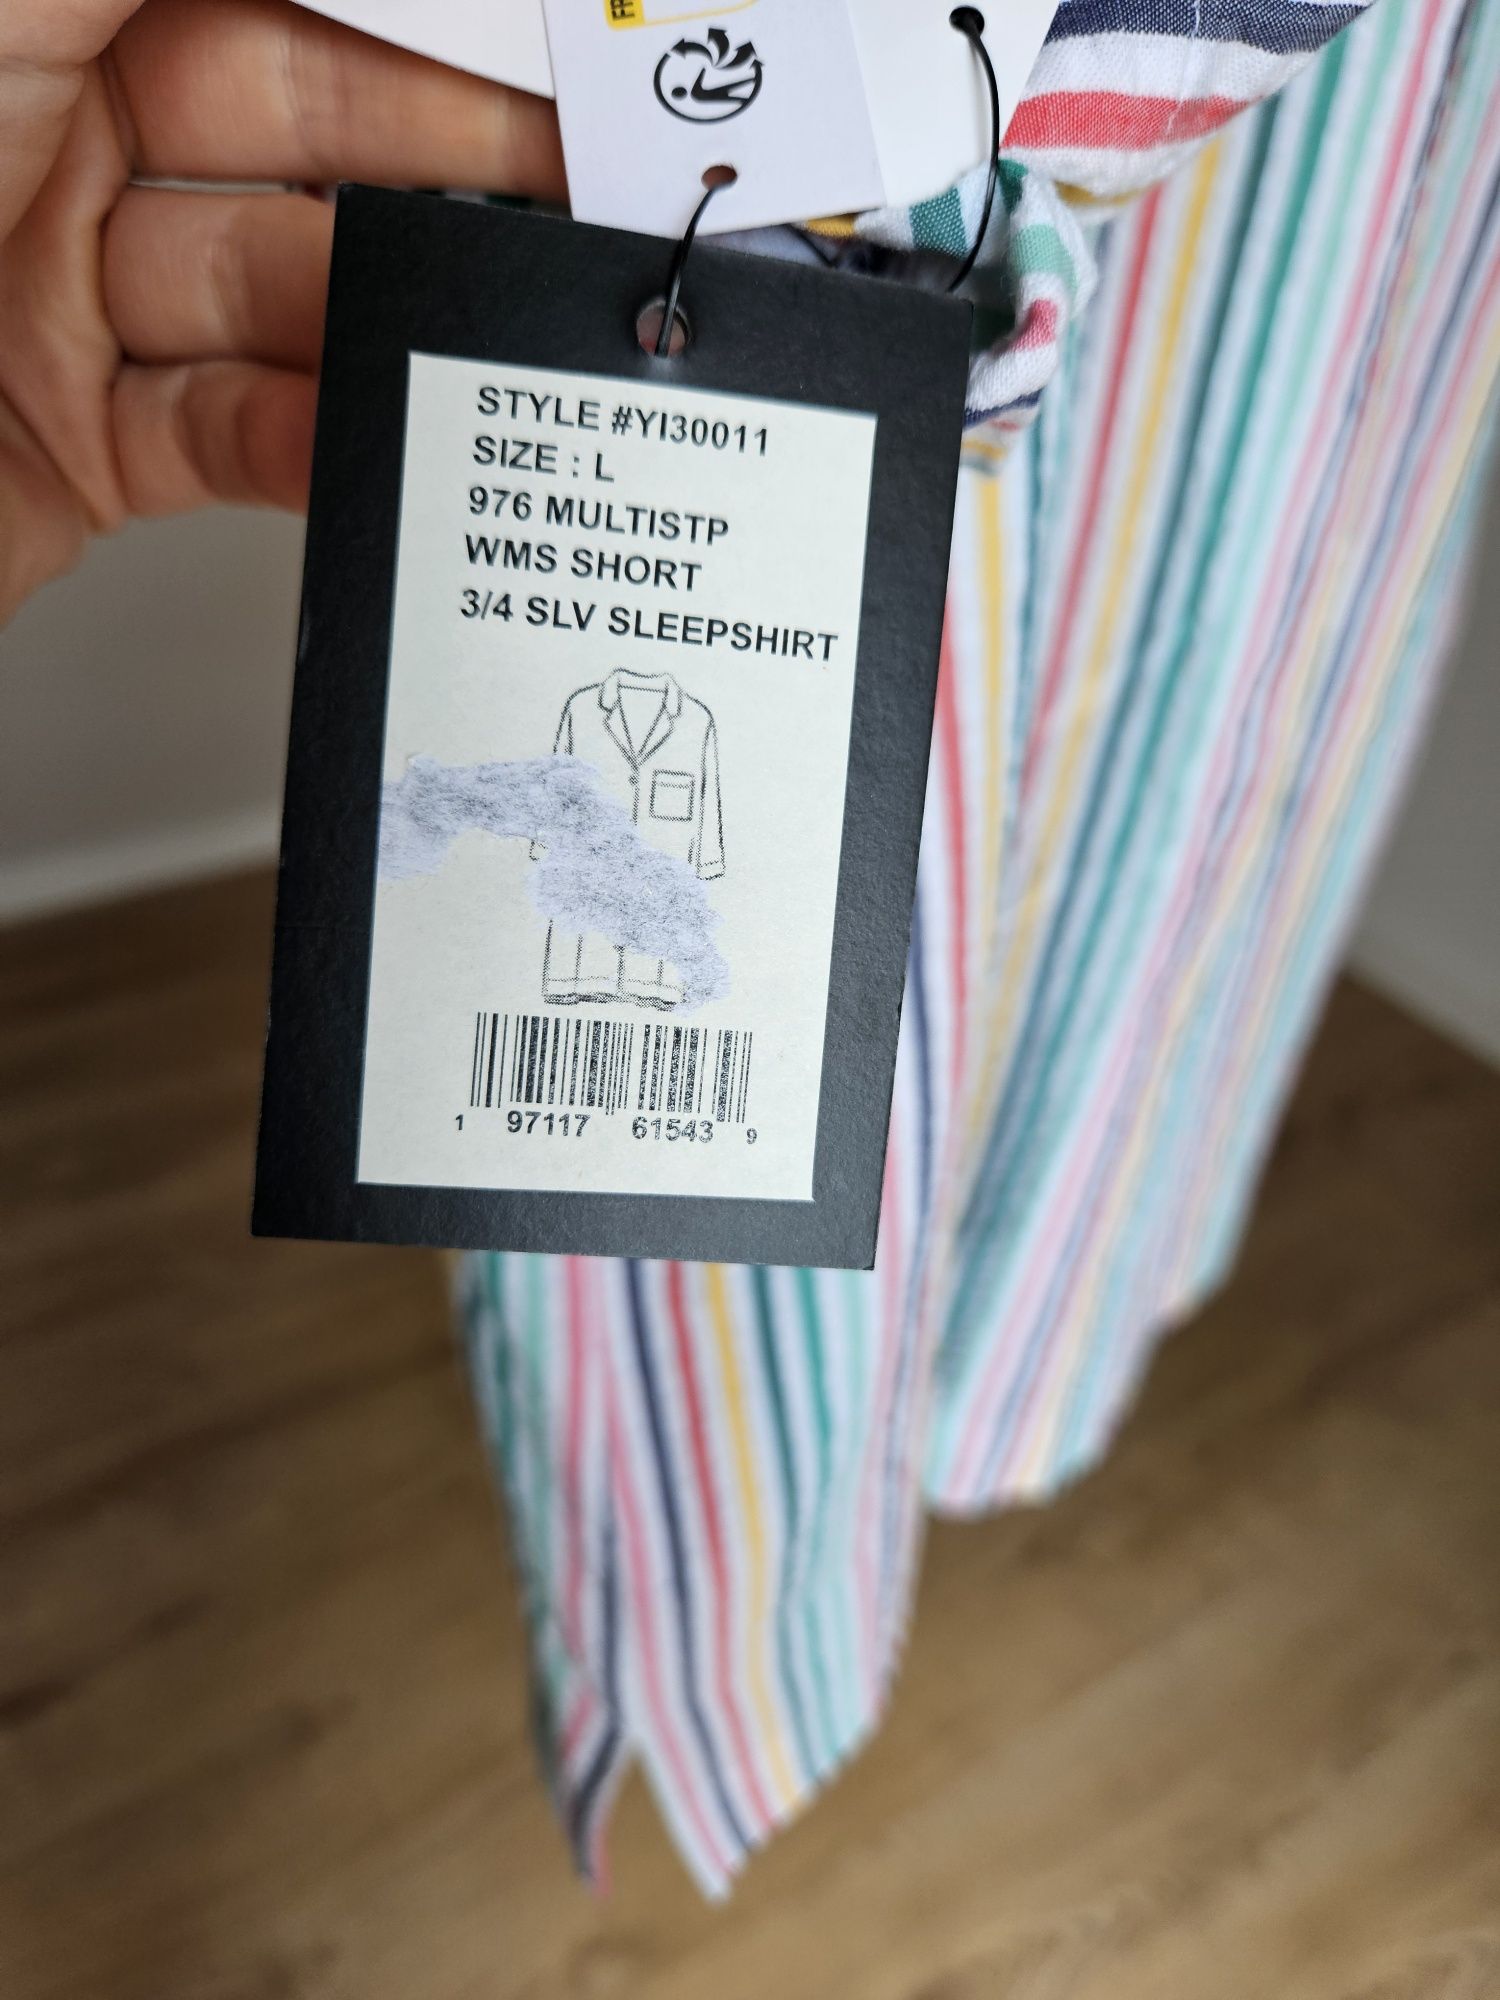 STYLE #YI30011
SIZE : L
976 MULTISTP
WMS SHORT
3/4 SLV SLEEPSHIRT
1 97117 61543 9